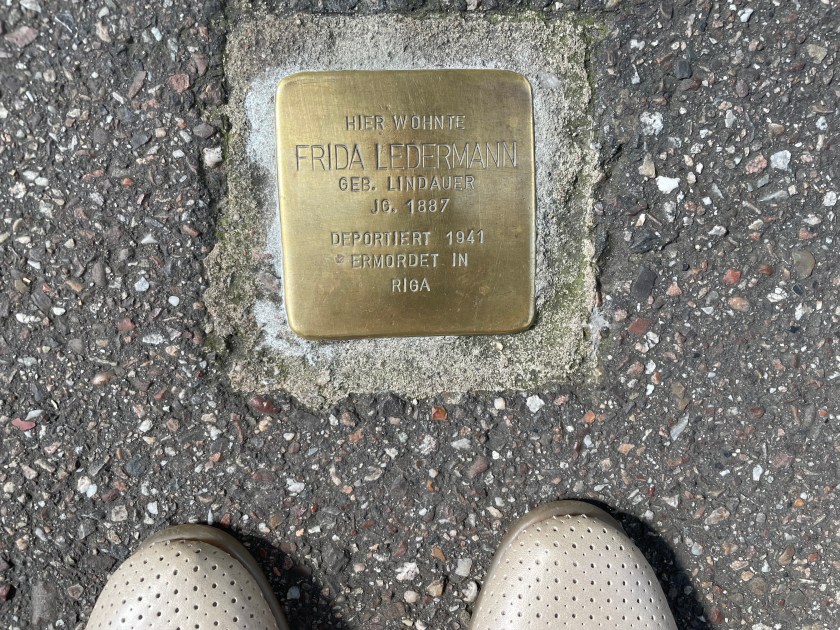 HIER WOHNTE
FRIDA LEDERMANN
GEB. LINDAUER
JG. 1887
DEPORTIERT 1941
ERMORDET IN
RIGA